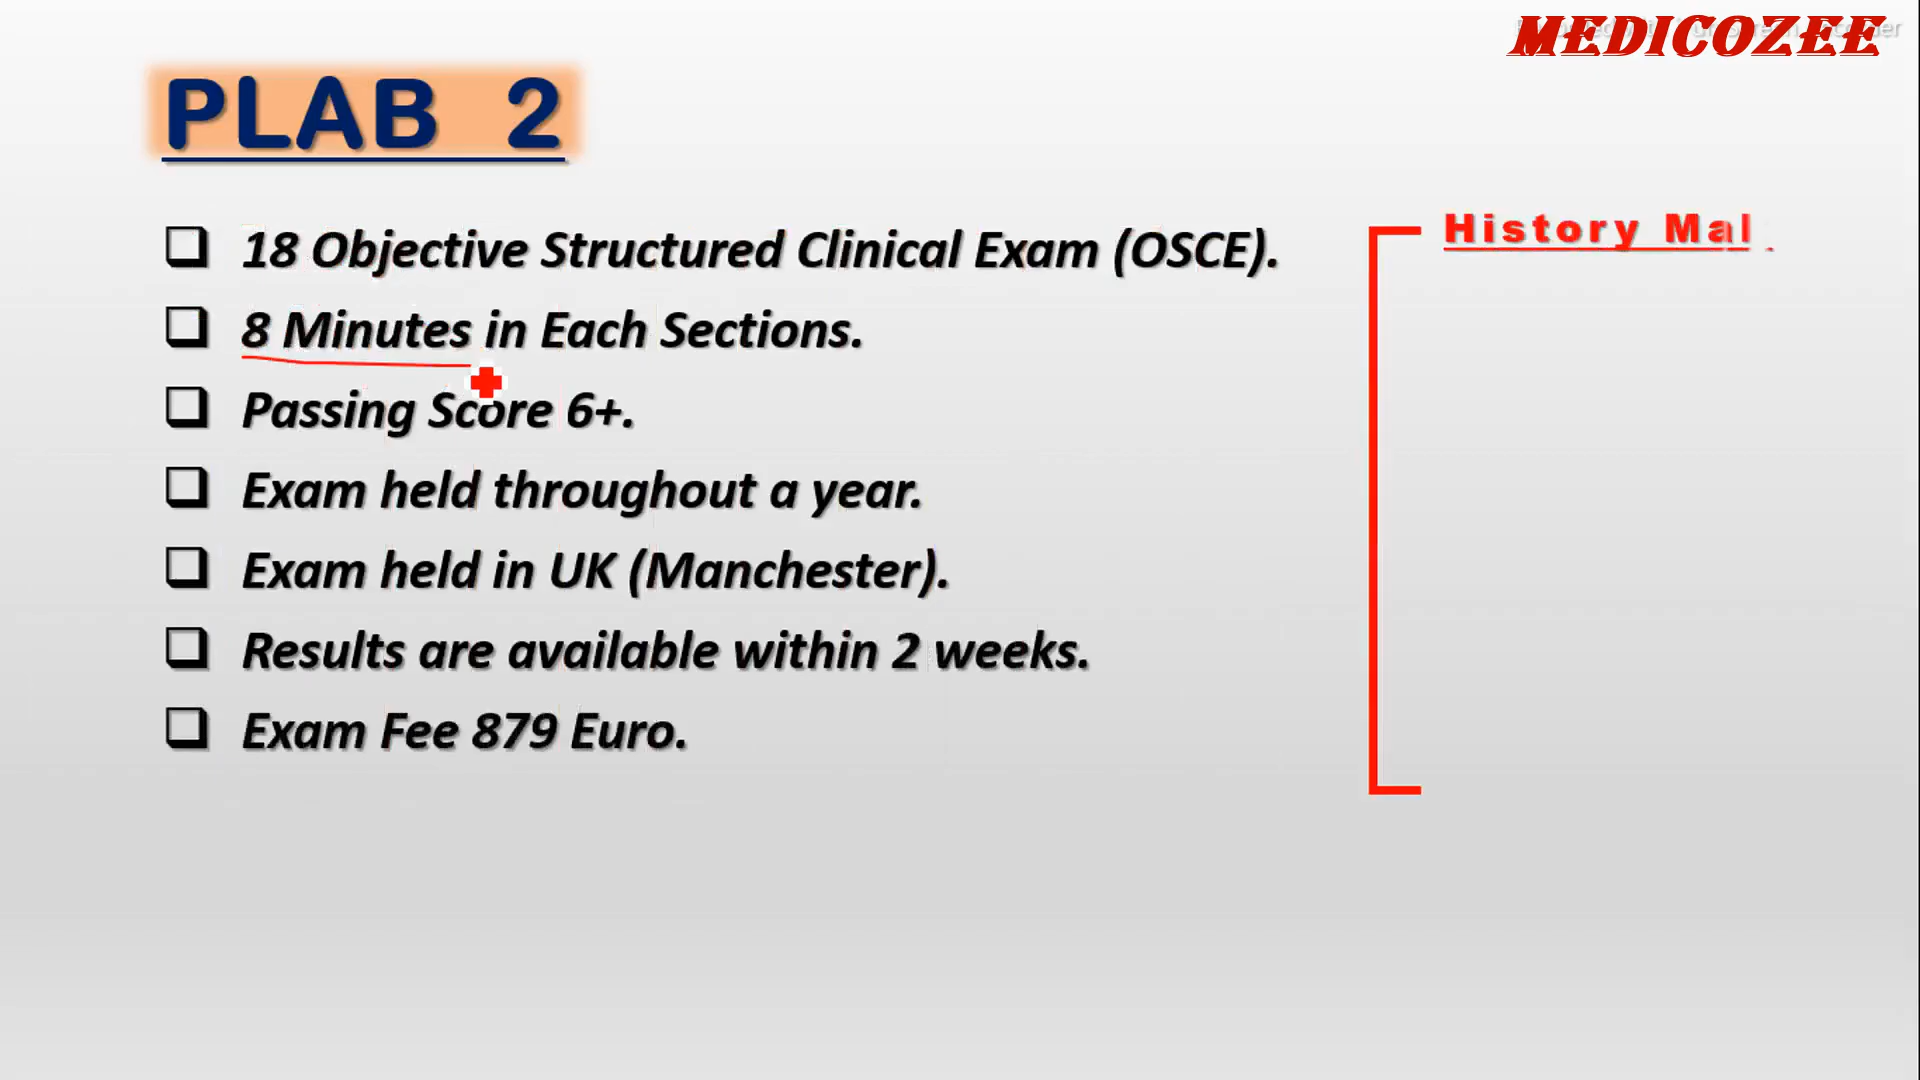 MEDICOZEE
PLAB 2
18 Objective Structured Clinical Exam (OSCE).
History Mal
8 Minutes in Each Sections.
Passing Score 6+.
Exam held throughout a year.
Exam held in UK (Manchester).
Results are available within 2 weeks.
Exam Fee 879 Euro.